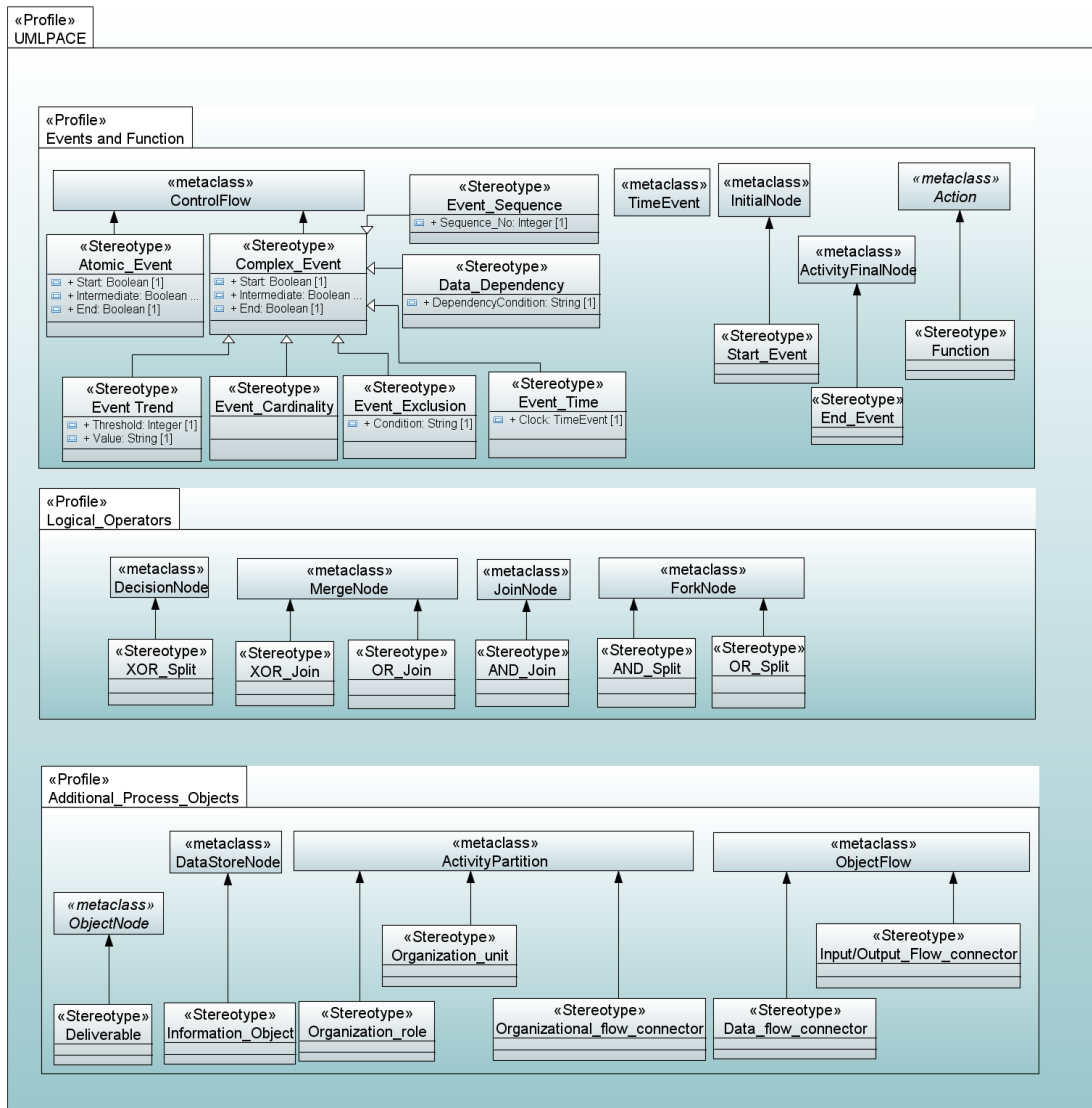 «Profile»
UMLPACE
«Profile»
Events and Function
«metaclass»
ControlFlow
«Stereotype»
Event_Sequence
+ Sequence_No: Integer [1]
«metaclass»
TimeEvent
«metaclass»
InitialNode
«metaclass»
Action
«Stereotype»
Atomic_Event
+ Start: Boolean [1]
+ Intermediate: Boolean ...
+ End: Boolean [1]
«Stereotype»
Complex_Event
+ Start: Boolean [1]
+ Intermediate: Boolean ...
+ End: Boolean [1]
«Stereotype»
Data_Dependency
+ DependencyCondition: String [1]
«metaclass»
ActivityFinalNode
«Stereotype»
Start_Event
«Stereotype»
Function
«Stereotype»
Event Trend
+ Threshold: Integer [1]
+ Value: String [1]
«Stereotype»
Event_Cardinality
«Stereotype»
Event_Exclusion
+ Condition: String [1]
«Stereotype»
Event_Time
+ Clock: TimeEvent [1]
«Stereotype»
End_Event
«Profile»
Logical_Operators
«metaclass»
DecisionNode
«metaclass»
MergeNode
«metaclass»
JoinNode
«metaclass»
ForkNode
«Stereotype»
XOR_Split
«Stereotype»
XOR_Join
«Stereotype»
OR_Join
«Stereotype»
AND_Join
«Stereotype»
AND_Split
«Stereotype»
OR_Split
«Profile»
Additional_Process_Objects
«metaclass»
DataStoreNode
«metaclass»
ActivityPartition
«metaclass»
ObjectFlow
«metaclass»
ObjectNode
«Stereotype»
Organization_unit
«Stereotype»
Input/Output_Flow_connector
«Stereotype»
Deliverable
«Stereotype»
Information_Object
«Stereotype»
Organization_role
«Stereotype»
Organizational_flow_connector
«Stereotype»
Data_flow_connector